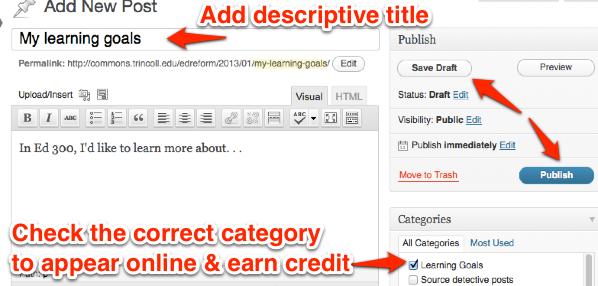 Add New Post
Add descriptive title
My learning goals
Permalink: http://commons.trincoll.edu/edreform/2013/01/my-learning-goals/ Edit
Upload/Insert
Visual HTML
B I ABC
ABC
In Ed 300, I'd like to learn more about. . .
Check the correct category
to appear online & earn credit
Publish
Save Draft Preview
Status: Draft Edit
Visibility: Public Edit
Publish immediately Edit
Move to Trash Publish
Categories
All Categories Most Used
Learning Goals
Source detective posts